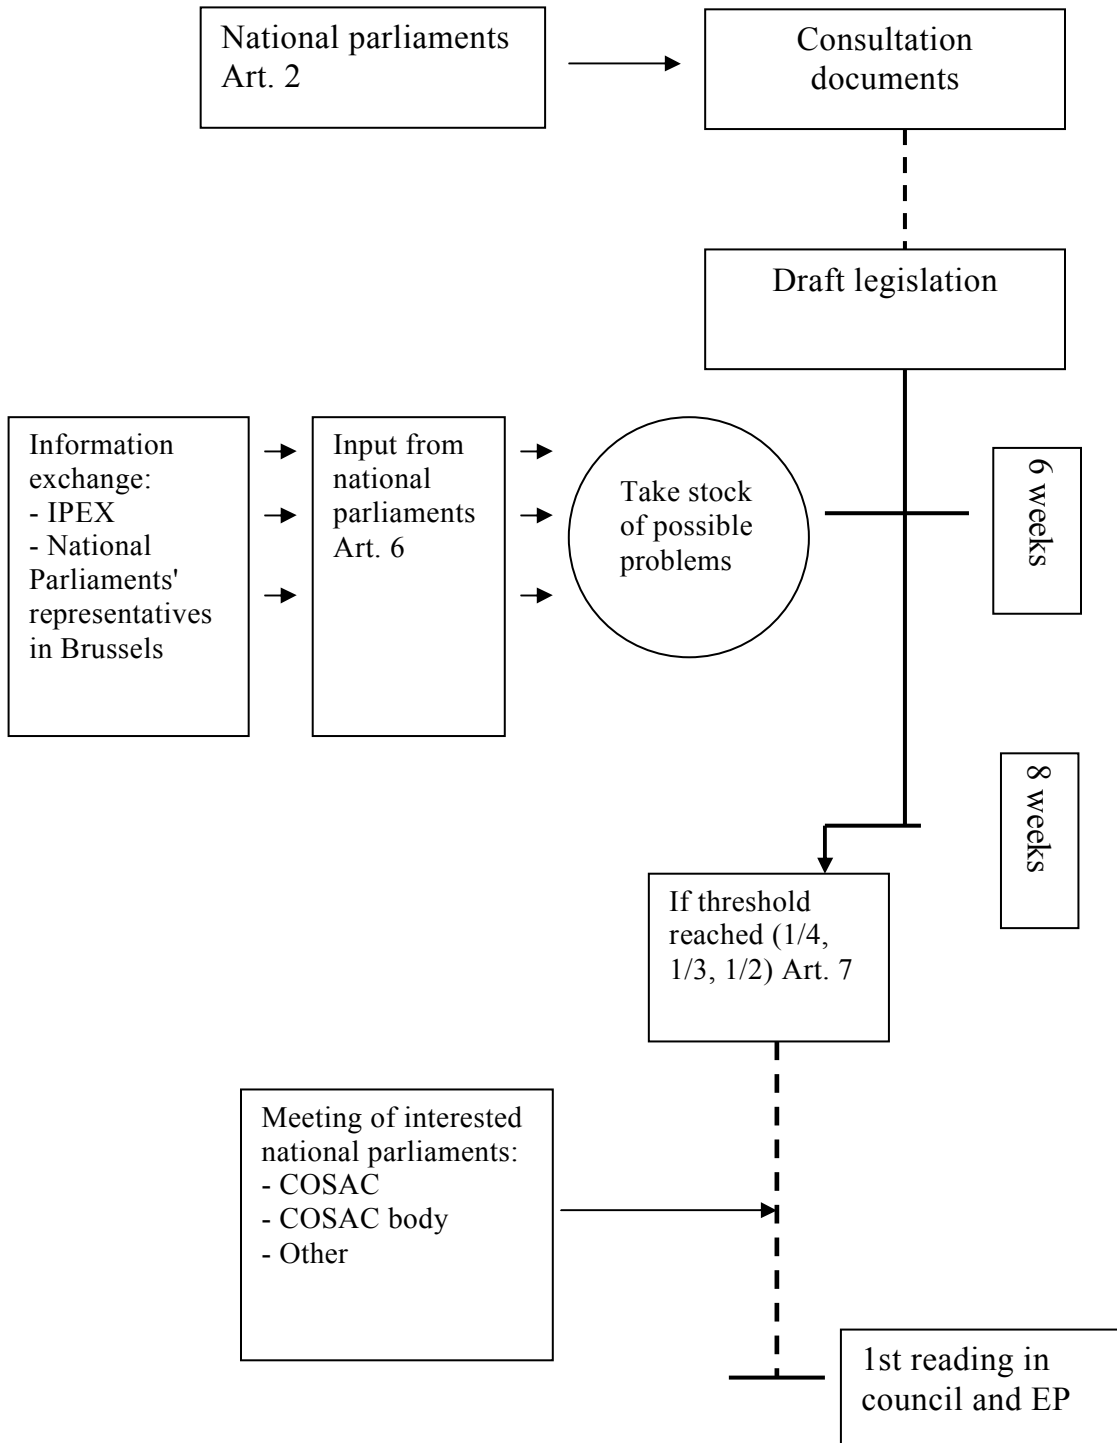 National parliaments
Art. 2
Consultation
documents
Draft legislation
Information
exchange:
- IPEX
- National
Parliaments'
representatives
in Brussels
Input from
national
parliaments
Art. 6
Take stock
of possible
problems
6 weeks
8 weeks
If threshold
reached (1/4,
1/3, 1/2) Art. 7
Meeting of interested
national parliaments:
- COSAC
- COSAC body
- Other
1st reading in
council and EP